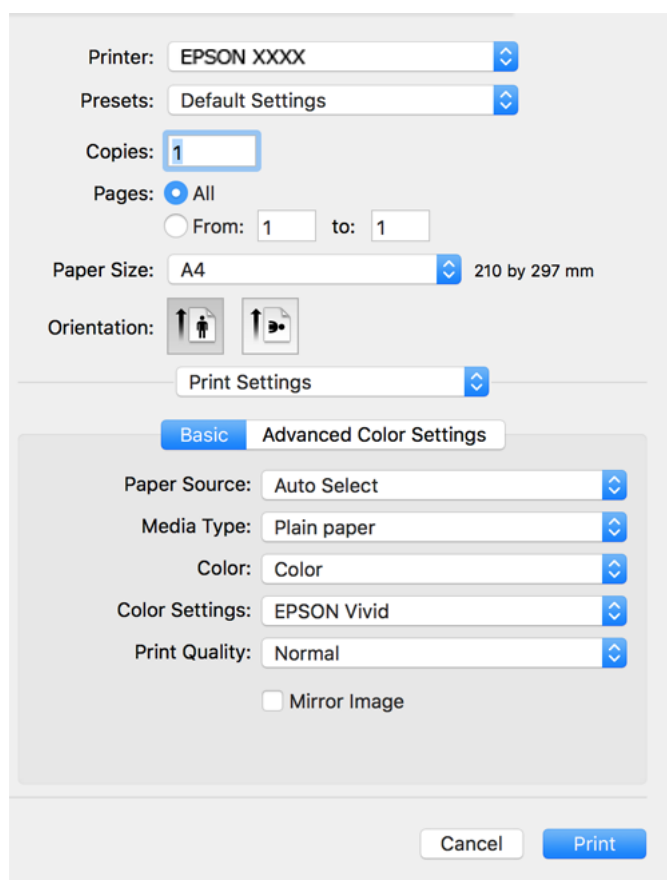 Printer: EPSON XXXX
Presets: Default Settings
Copies: 1
Pages: All
From: 1 to: 1
Paper Size: A4 210 by 297 mm
Orientation:
Print Settings
Basic Advanced Color Settings
Paper Source: Auto Select
Media Type: Plain paper
Color: Color
Color Settings: EPSON Vivid
Print Quality: Normal
Mirror Image
Cancel Print